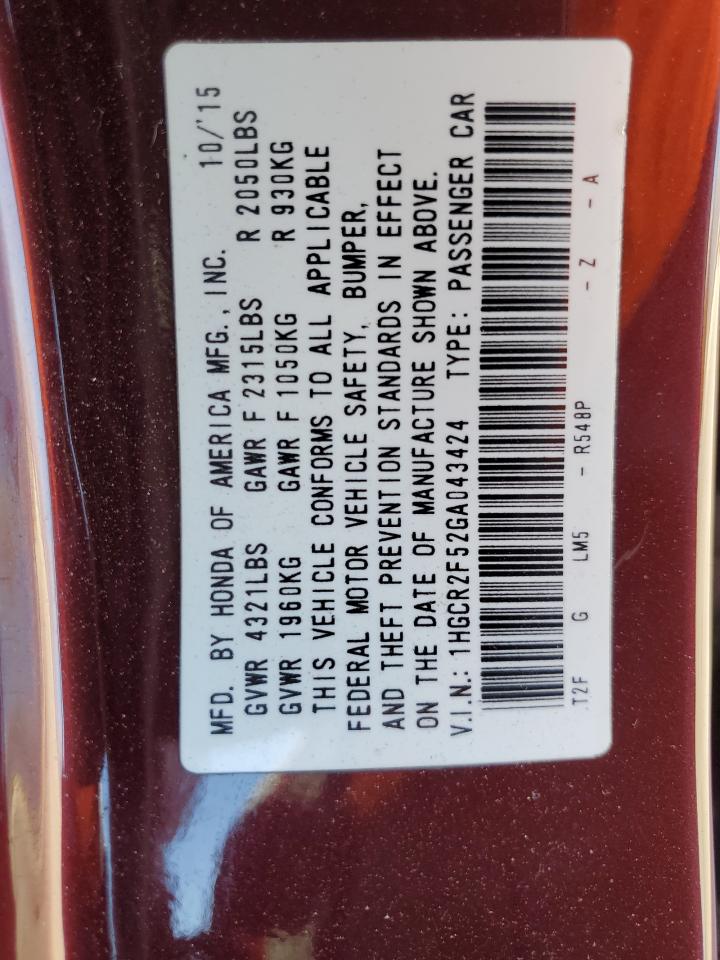 MFD. BY HONDA OF AMERICA MFG., INC. 10/'15
GVWR 4321LBS GAWR F 2315LBS R 2050LBS
GVWR 1960KG GAWR F 1050KG R 930KG
THIS VEHICLE CONFORMS TO ALL APPLICABLE
FEDERAL MOTOR VEHICLE SAFETY, BUMPER,
AND THEFT PREVENTION STANDARDS IN EFFECT
ON THE DATE OF MANUFACTURE SHOWN ABOVE.
V.I.N.: 1HGCR2F52GA043424 TYPE: PASSENGER CAR
T2F G LM5 - R548P - Z - A